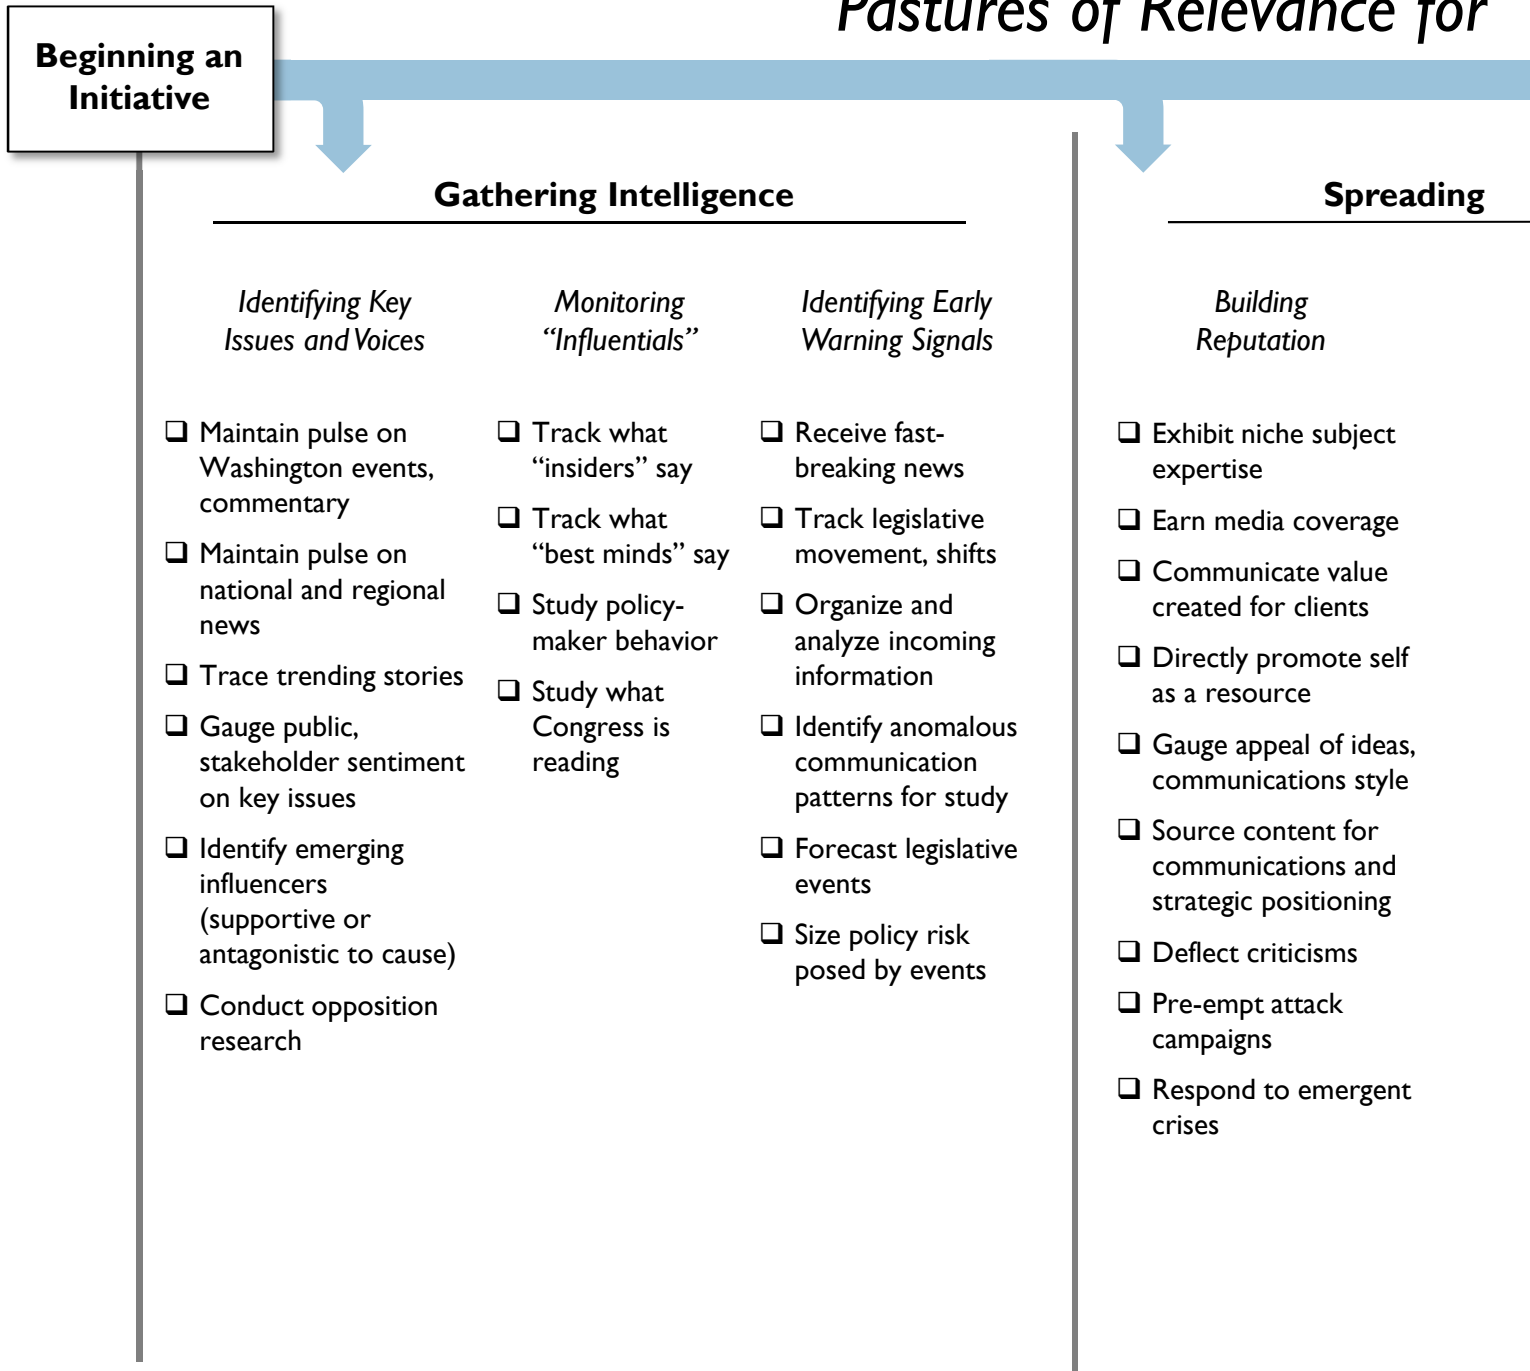 Pastures of Relevance for
Beginning an
Initiative
Gathering Intelligence
Identifying Key
Issues and Voices
❑ Maintain pulse on
Washington events,
commentary
❑ Maintain pulse on
national and regional
news
❑ Trace trending stories
❑ Gauge public,
stakeholder sentiment
on key issues
❑ Identify emerging
influencers
(supportive or
antagonistic to cause)
❑ Conduct opposition
research
Monitoring
“Influentials”
❑ Track what
“insiders” say
❑ Track what
“best minds” say
❑ Study policy-
maker behavior
❑ Study what
Congress is
reading
Identifying Early
Warning Signals
❑ Receive fast-
breaking news
❑ Track legislative
movement, shifts
❑ Organize and
analyze incoming
information
❑ Identify anomalous
communication
patterns for study
❑ Forecast legislative
events
❑ Size policy risk
posed by events
Spreading
Building
Reputation
❑ Exhibit niche subject
expertise
❑ Earn media coverage
❑ Communicate value
created for clients
❑ Directly promote self
as a resource
❑ Gauge appeal of ideas,
communications style
❑ Source content for
communications and
strategic positioning
❑ Deflect criticisms
❑ Pre-empt attack
campaigns
❑ Respond to emergent
crises